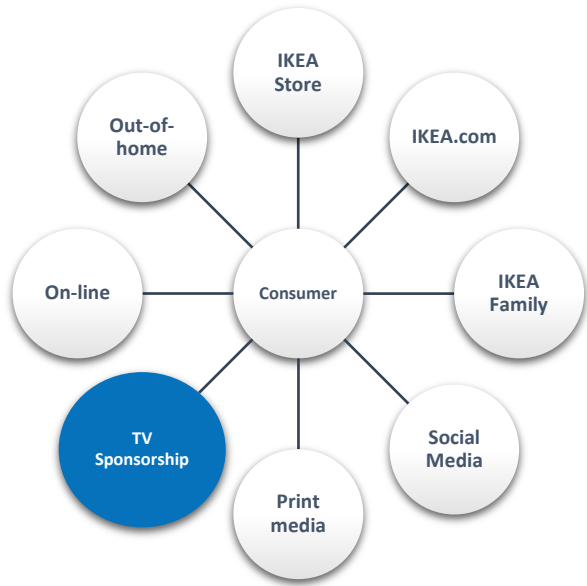 IKEA
Store
Out-of-
home
IKEA.com
On-line
Consumer
IKEA
Family
TV
Sponsorship
Social
Media
Print
media